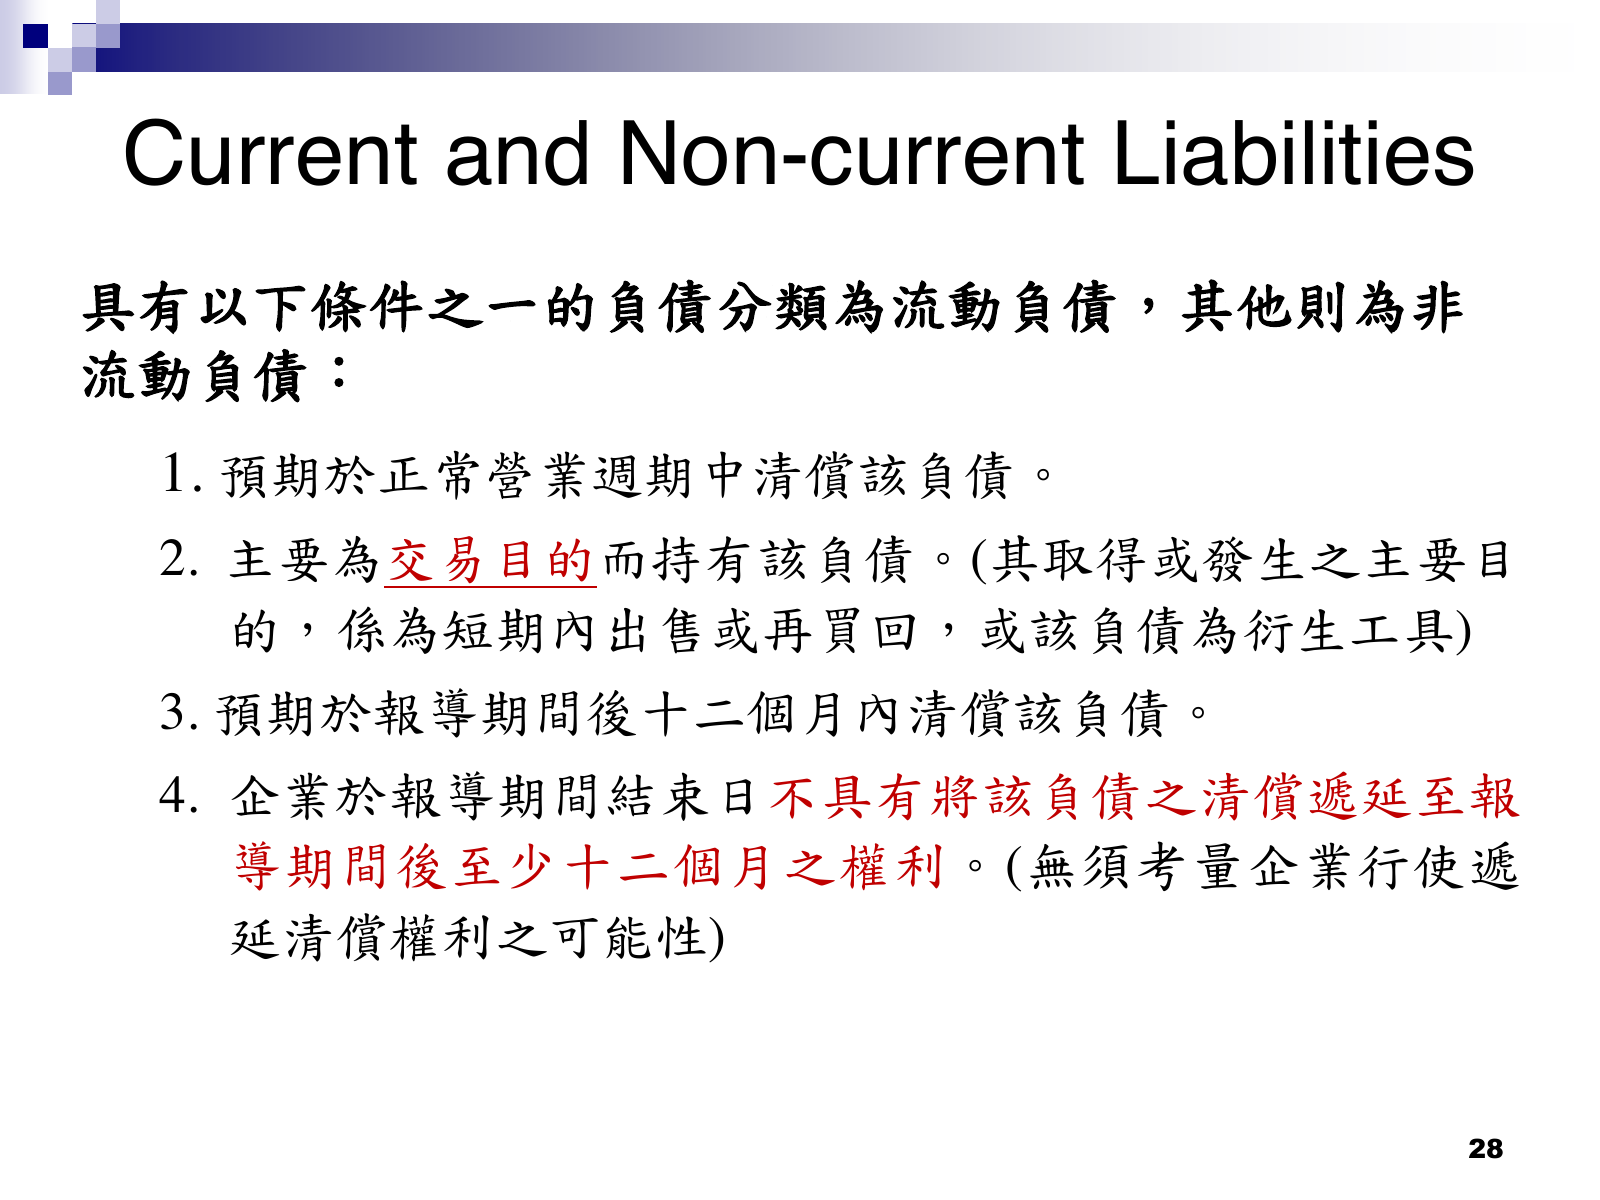 Current and Non-current Liabilities
具有以下條件之一的負債分類為流動負債，其他則為非
流動負債：
1. 預期於正常營業週期中清償該負債。
2. 主要為交易目的而持有該負債。(其取得或發生之主要目
的，係為短期內出售或再買回，或該負債為衍生工具)
3. 預期於報導期間後十二個月內清償該負債。
4. 企業於報導期間結束日不具有將該負債之清償遞延至報
導期間後至少十二個月之權利。(無須考量企業行使遞
延清償權利之可能性)
28